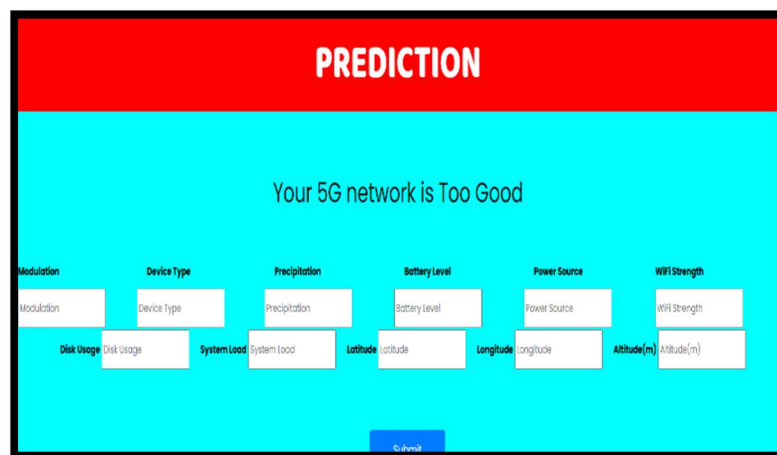 PREDICTION
Your 5G network is Too Good
Modulation Device Type Precipitation Battery Level Power Source WiFi Strength
Modulation Device Type Precipitation Battery Level Power Source WiFi Strength
Disk Usage Disk Usage System Load System Load Latitude Latitude Longitude Longitude Altitude(m) Altitude(m)
Submit